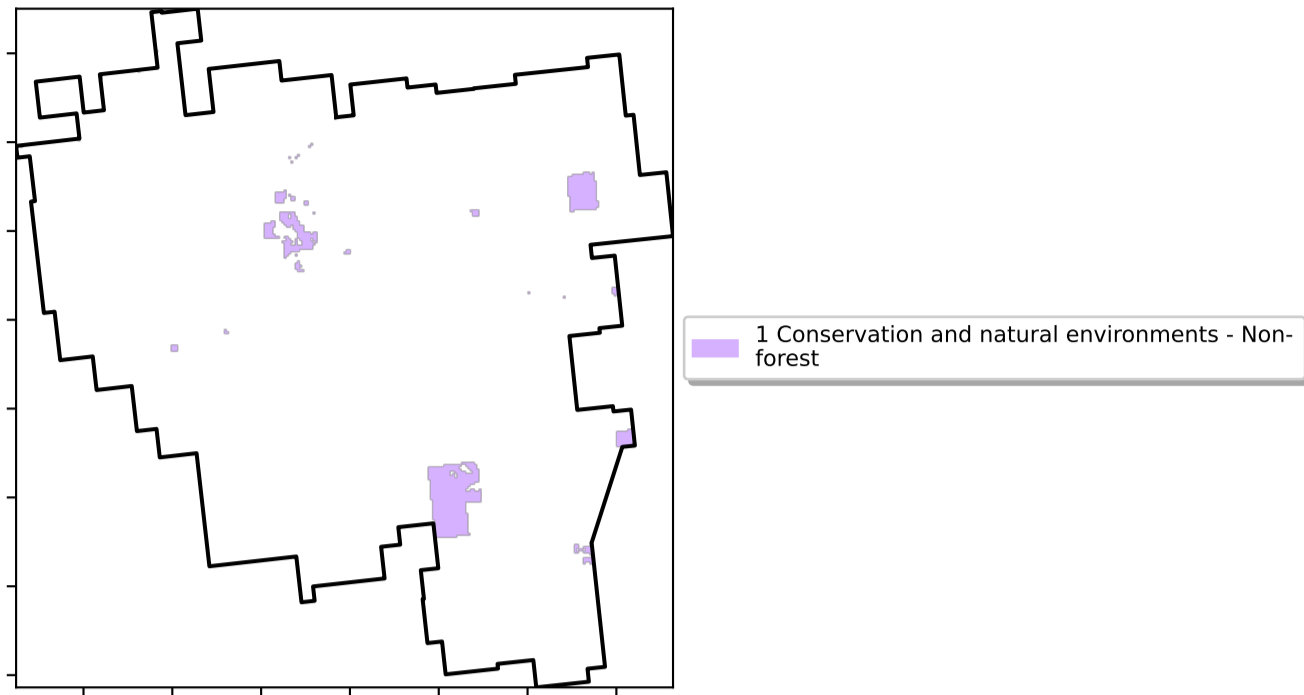 1 Conservation and natural environments - Non-
forest